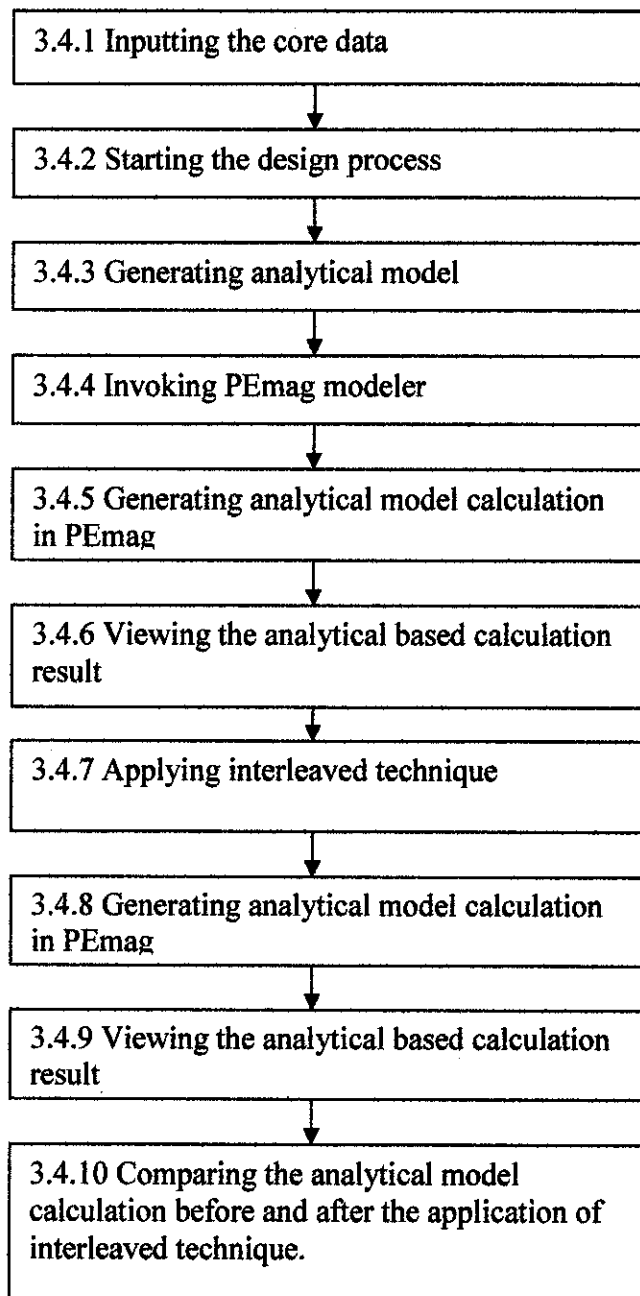 3.4.1 Inputting the core data
3.4.2 Starting the design process
3.4.3 Generating analytical model
3.4.4 Invoking PEmag modeler
3.4.5 Generating analytical model calculation
in PEmag
3.4.6 Viewing the analytical based calculation
result
3.4.7 Applying interleaved technique
3.4.8 Generating analytical model calculation
in PEmag
3.4.9 Viewing the analytical based calculation
result
3.4.10 Comparing the analytical model
calculation before and after the application of
interleaved technique.